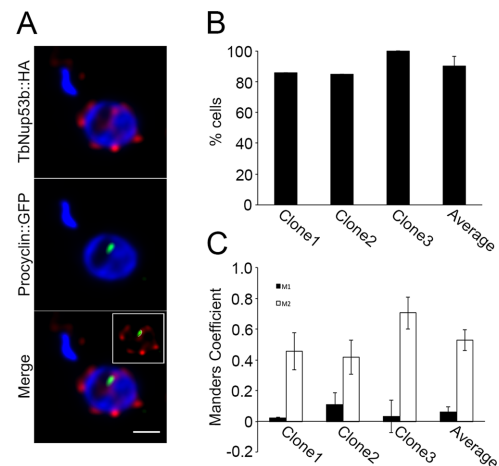 A
TbNup53b::HA
Procyclin::GFP
Merge
B
% cells
100
80
60
40
20
0
Clone1
Clone2
Clone3
Average
C
Manders Coefficient
1.0
0.8
0.6
0.4
0.2
0
-0.2
M1
M2
Clone1
Clone2
Clone3
Average